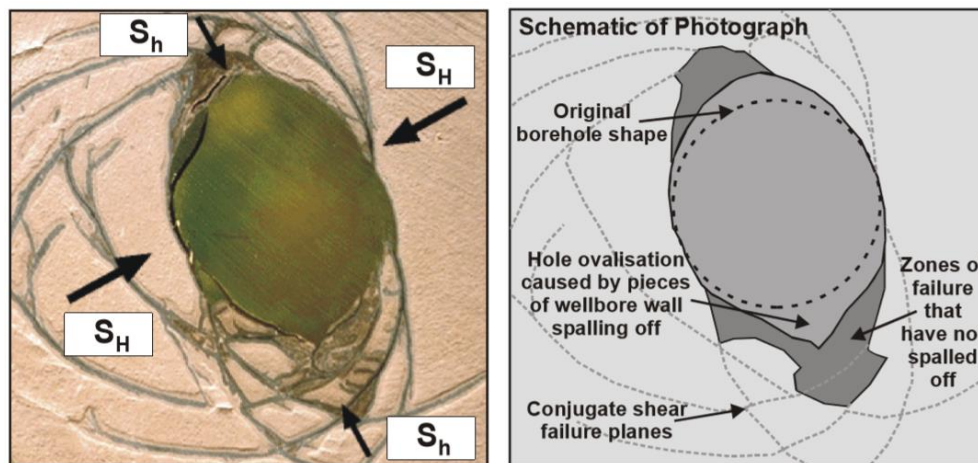 Sh
SH
SH
Sh
Schematic of Photograph
Original
borehole shape
Hole ovalisation
caused by pieces
of wellbore wall
spalling off
Zones o
failure
that
have no
spalled
off
Conjugate shear
failure planes